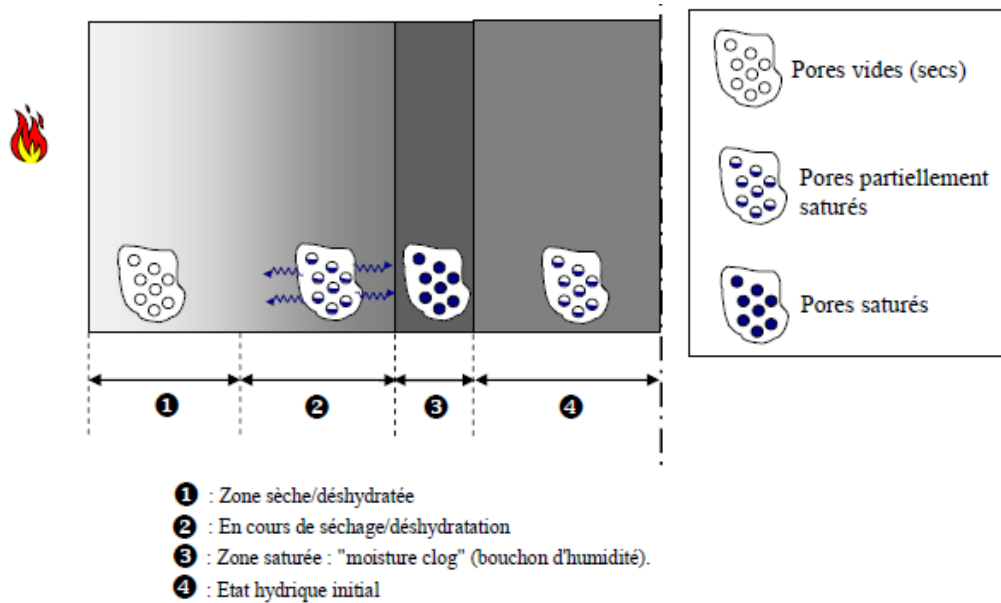 Pores vides (secs)
Pores partiellement
saturés
Pores saturés
❶ ❷ ❸ ❹
❶ : Zone sèche/déshydratée
❷ : En cours de séchage/déshydratation
❸ : Zone saturée : "moisture clog" (bouchon d'humidité).
❹ : Etat hydrique initial